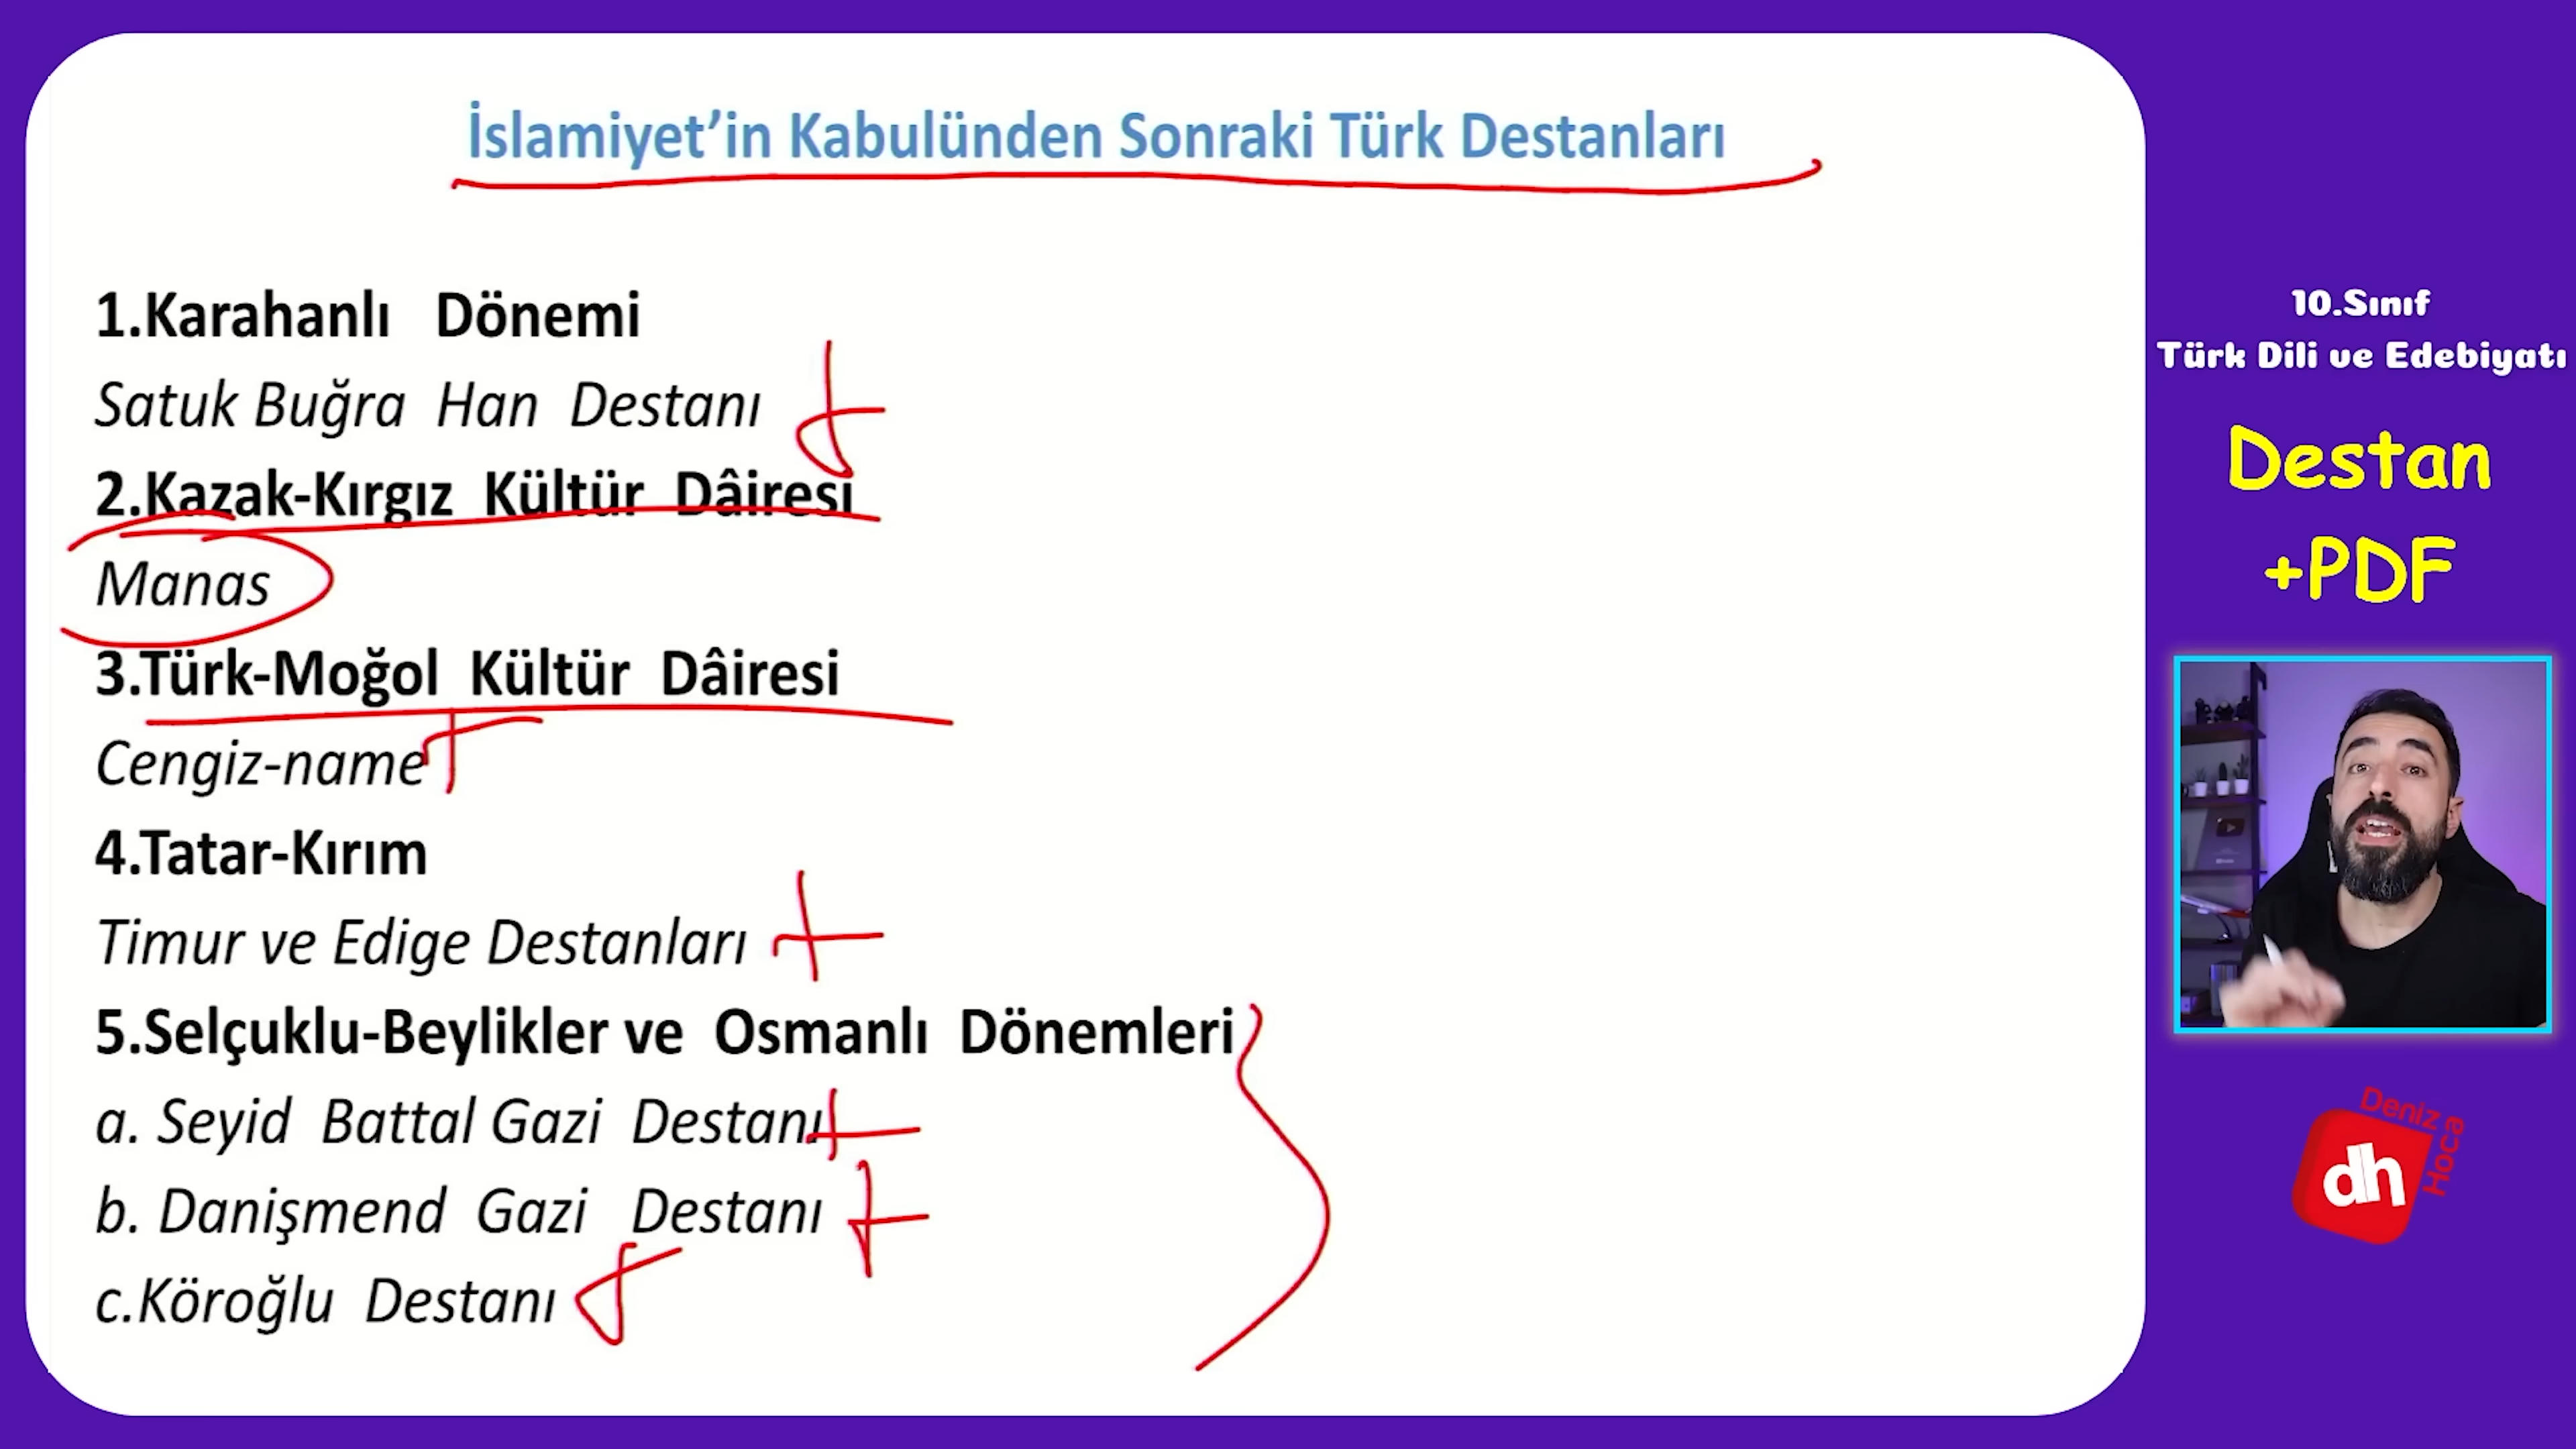 İslamiyet’in Kabulünden Sonraki Türk Destanları
1.Karahanlı Dönemi
Satuk Buğra Han Destanı
2.Kazak-Kırgız Kültür Dâiresi
Manas
3.Türk-Moğol Kültür Dâiresi
Cengiz-name
4.Tatar-Kırım
Timur ve Edige Destanları
5.Selçuklu-Beylikler ve Osmanlı Dönemleri
a. Seyid Battal Gazi Destanı
b. Danişmend Gazi Destanı
c.Köroğlu Destanı
10.Sınıf
Türk Dili ve Edebiyatı
Destan
+PDF
Deniz Hoca
dh